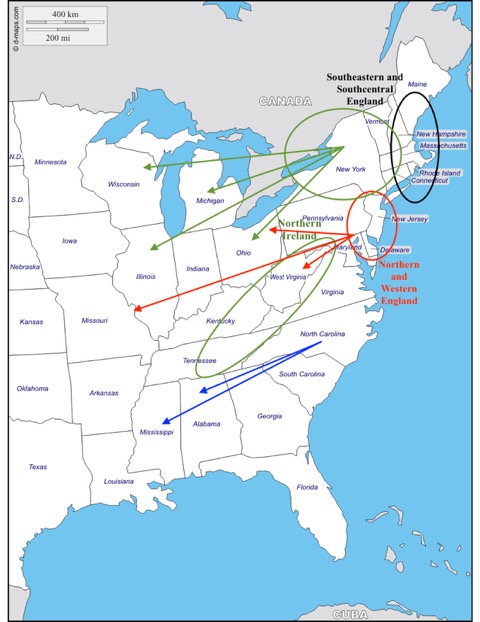 400 km
200 mi
© d-maps.com
Southeastern and
Southcentral
England
CANADA
Maine
Vermont
New Hampshire
Massachusetts
N.D.
Minnesota
Wisconsin
Michigan
New York
Rhode Island
Connecticut
S.D.
Pennsylvania
New Jersey
Northern
Ireland
Iowa
Ohio
Maryland
Delaware
Nebraska
Illinois
Indiana
West Virginia
Northern
and
Western
England
Virginia
Kansas
Missouri
Kentucky
North Carolina
Tennessee
South Carolina
Oklahoma
Arkansas
Mississippi
Alabama
Georgia
Texas
Louisiana
Florida
CUBA